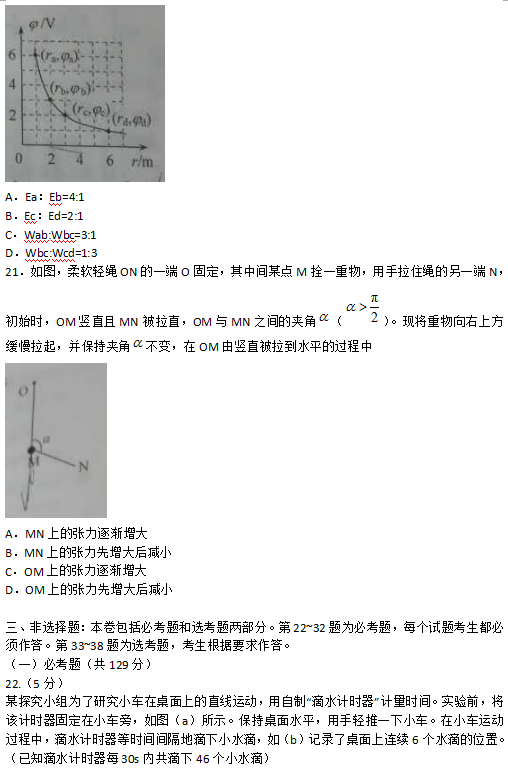 φ/V
6
(ra,φa)
4
(rb,φb)
(rc,φc)
2
(rd,φd)
0 2 4 6 r/m
A. Ea: Eb=4:1
B. Ec: Ed=2:1
C. Wab:Wbc=3:1
D. Wbc:Wcd=1:3
21. 如图,柔软轻绳 ON 的一端 O 固定,其中间某点 M 拴一重物,用手拉住绳的另一端 N,
初始时,OM 竖直且 MN 被拉直,OM 与 MN 之间的夹角 α ( α > π/2 )。现将重物向右上方
缓慢拉起,并保持夹角 α 不变,在 OM 由竖直被拉到水平的过程中
O
α
M
N
A. MN 上的张力逐渐增大
B. MN 上的张力先增大后减小
C. OM 上的张力逐渐增大
D. OM 上的张力先增大后减小
三、非选择题:本卷包括必考题和选考题两部分。第 22~32 题为必考题,每个试题考生都必
须作答。第 33~38 题为选考题,考生根据要求作答。
(一)必考题(共 129 分)
22.(5 分)
某探究小组为了研究小车在桌面上的直线运动,用自制“滴水计时器”计量时间。实验前,将
该计时器固定在小车旁,如图(a)所示。保持桌面水平,用手轻推一下小车。在小车运动
过程中,滴水计时器等时间间隔地滴下小水滴,如(b)记录了桌面上连续 6 个水滴的位置。
(已知滴水计时器每 30s 内共滴下 46 个小水滴)